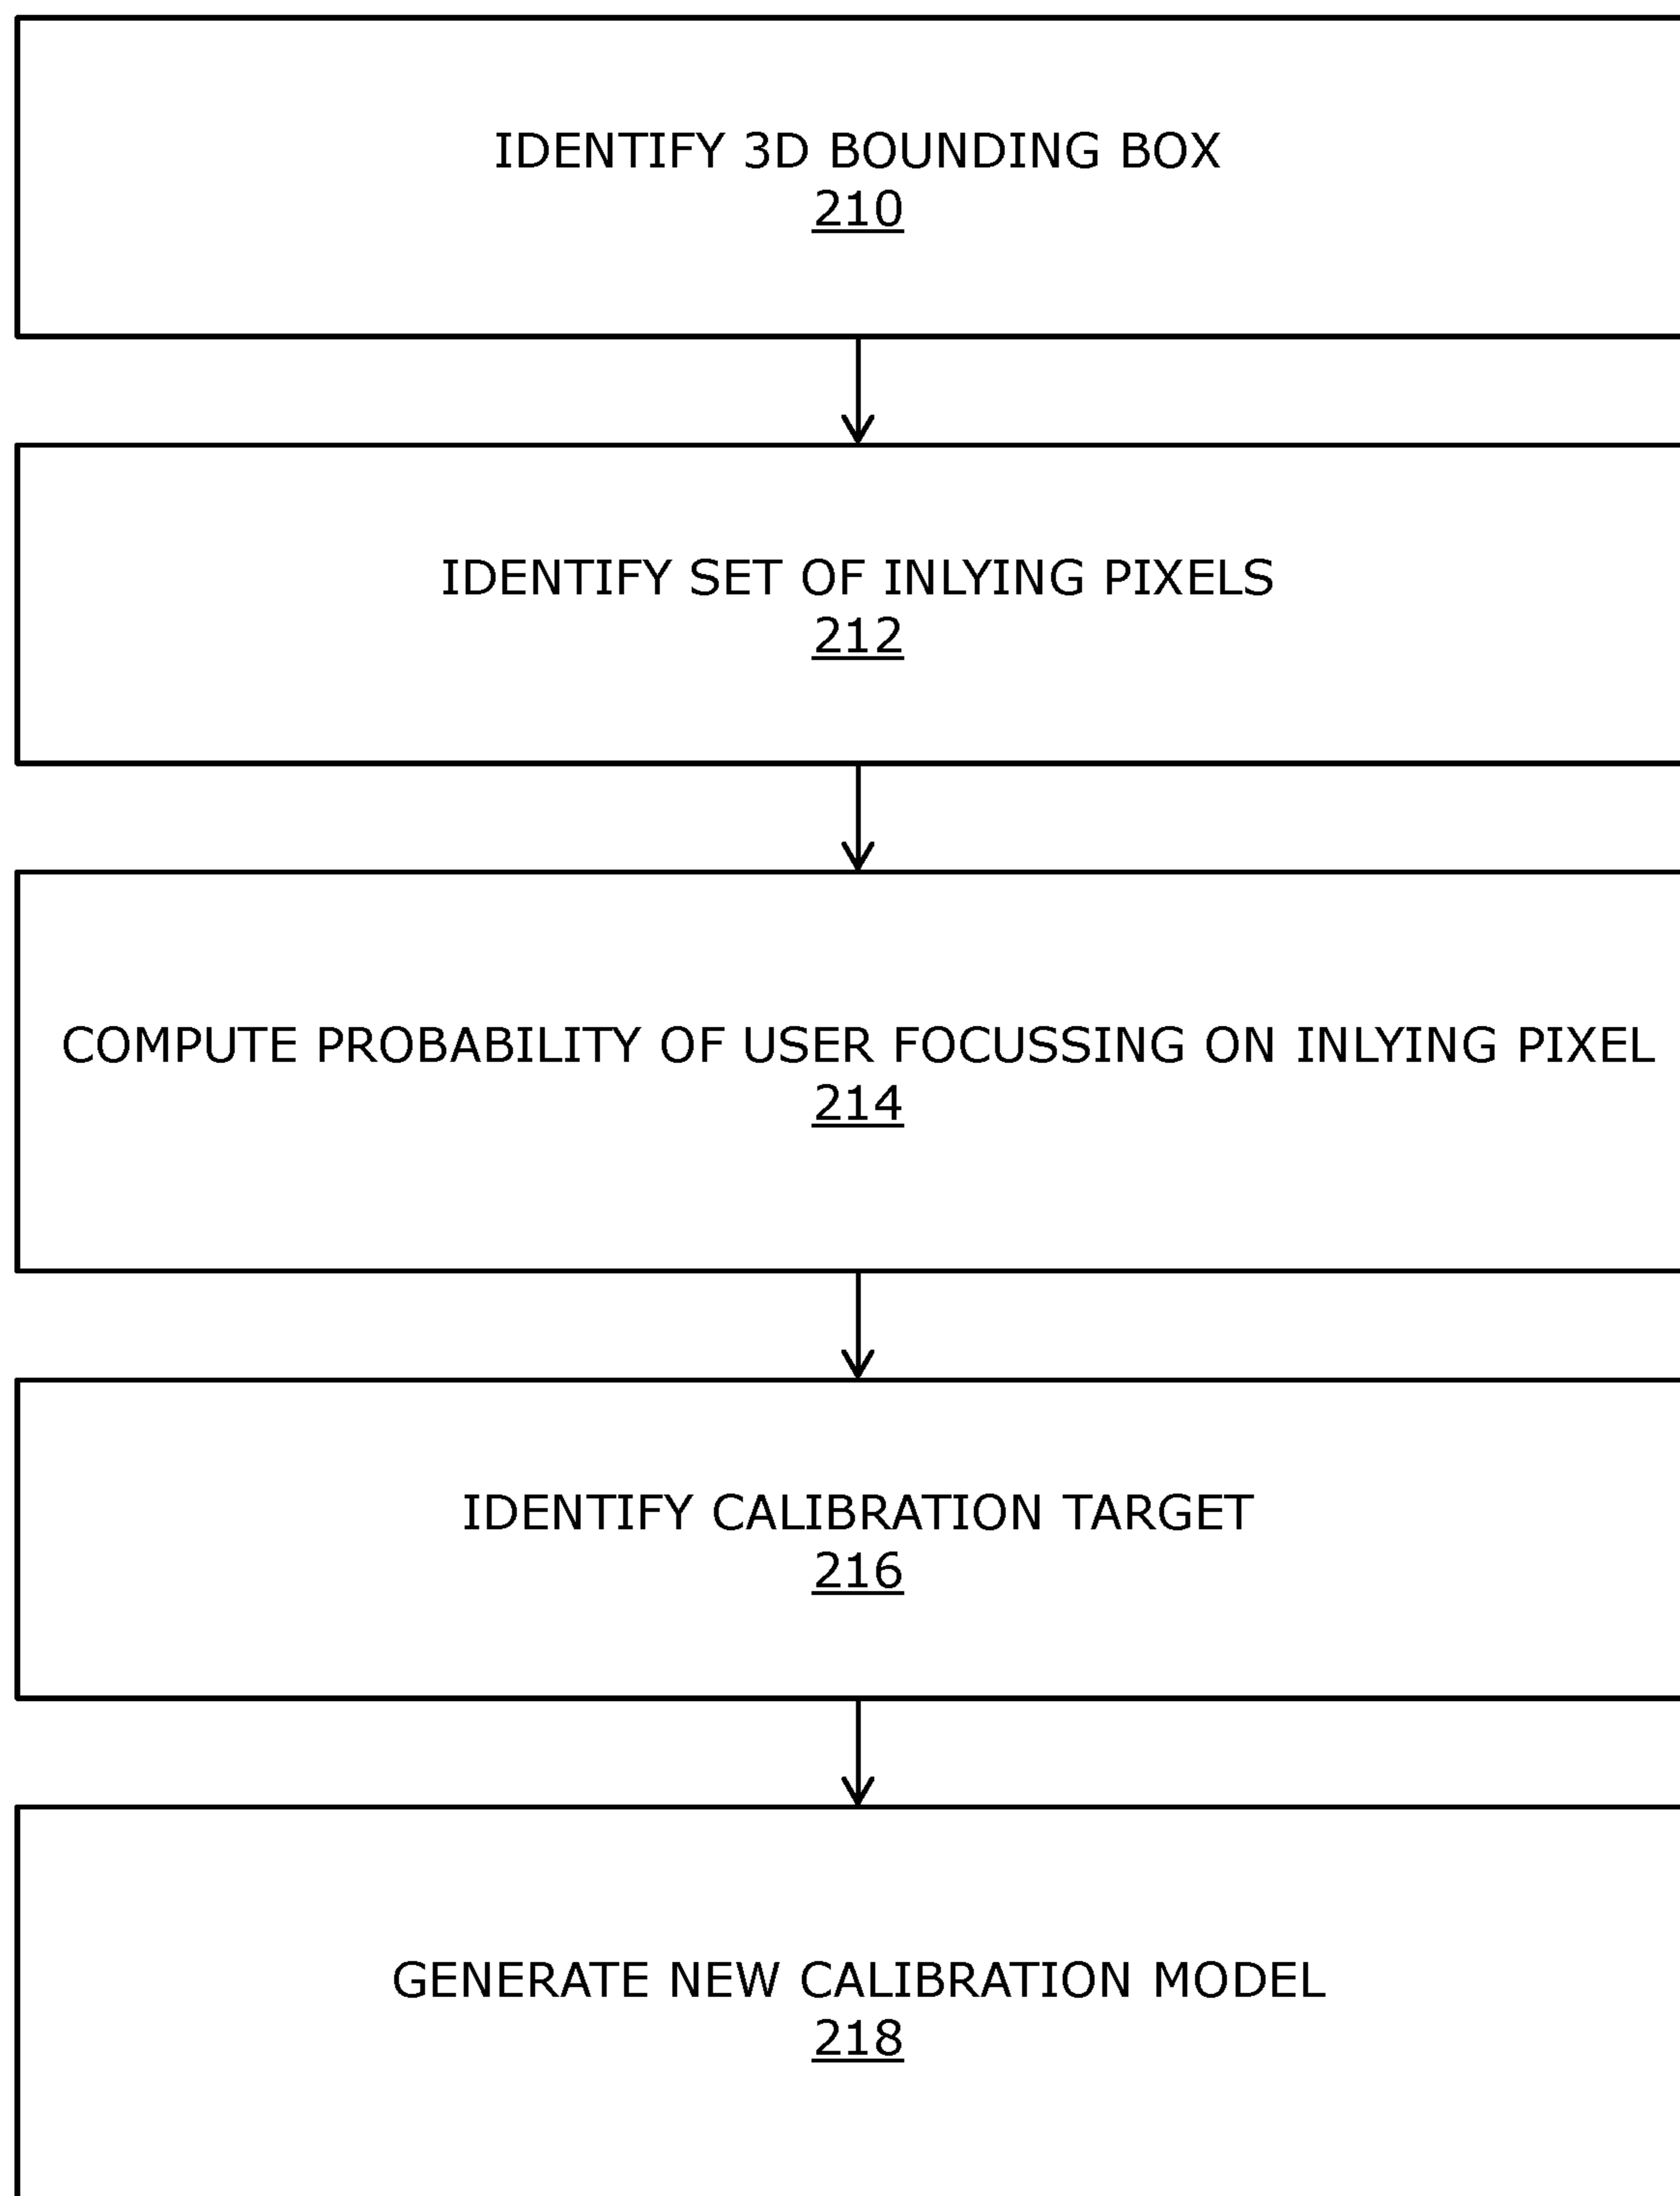 IDENTIFY 3D BOUNDING BOX
210
IDENTIFY SET OF INLYING PIXELS
212
COMPUTE PROBABILITY OF USER FOCUSSING ON INLYING PIXEL
214
IDENTIFY CALIBRATION TARGET
216
GENERATE NEW CALIBRATION MODEL
218